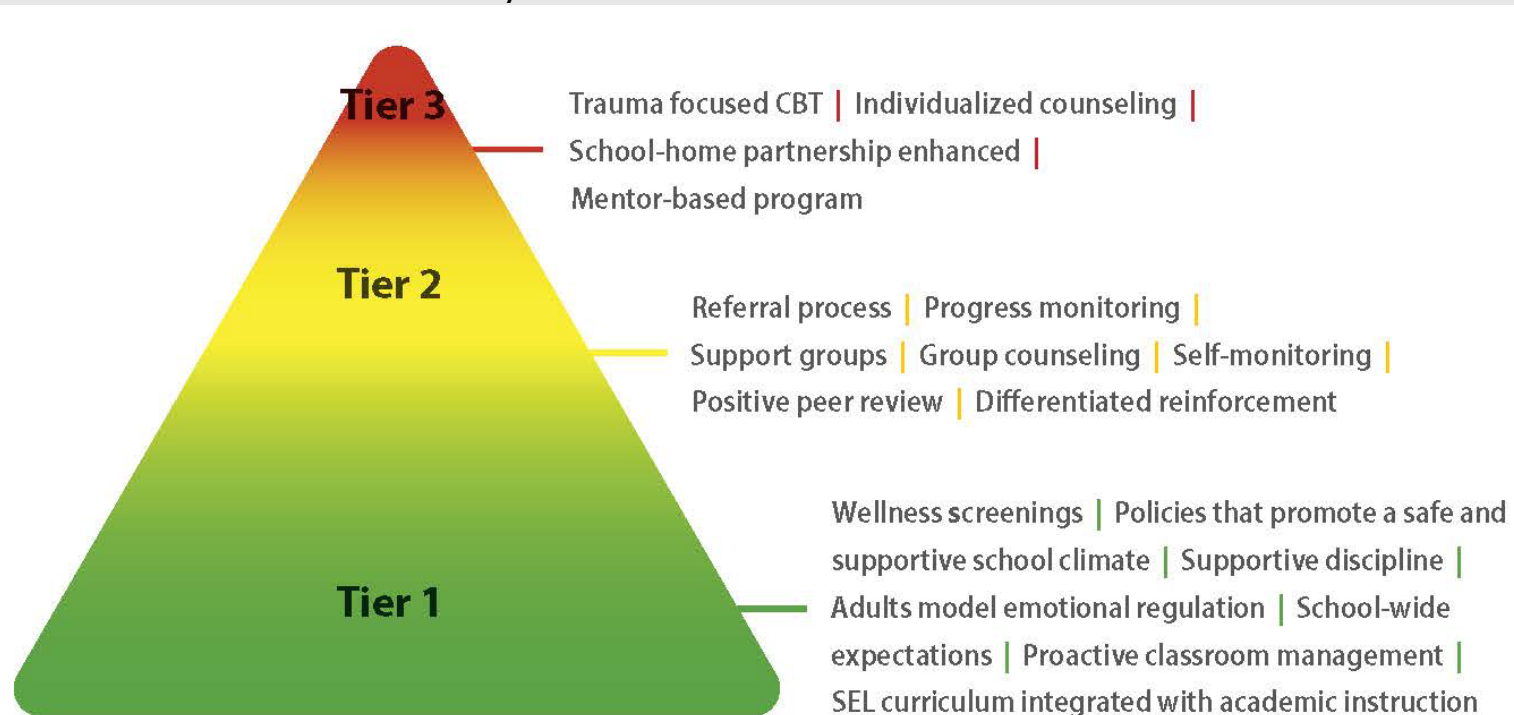 Tier 3
Trauma focused CBT | Individualized counseling |
School-home partnership enhanced |
Mentor-based program
Tier 2
Referral process | Progress monitoring |
Support groups | Group counseling | Self-monitoring |
Positive peer review | Differentiated reinforcement
Tier 1
Wellness screenings | Policies that promote a safe and
supportive school climate | Supportive discipline |
Adults model emotional regulation | School-wide
expectations | Proactive classroom management |
SEL curriculum integrated with academic instruction